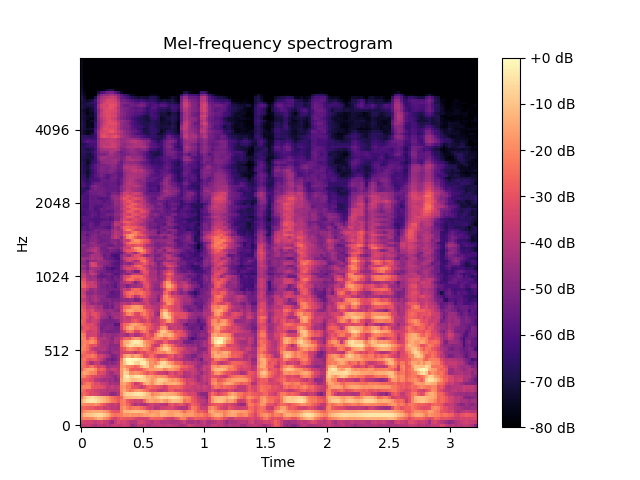 Mel-frequency spectrogram
+0 dB
-10 dB
-20 dB
-30 dB
-40 dB
-50 dB
-60 dB
-70 dB
-80 dB
4096
2048
1024
512
0
Hz
0 0.5 1 1.5 2 2.5 3
Time